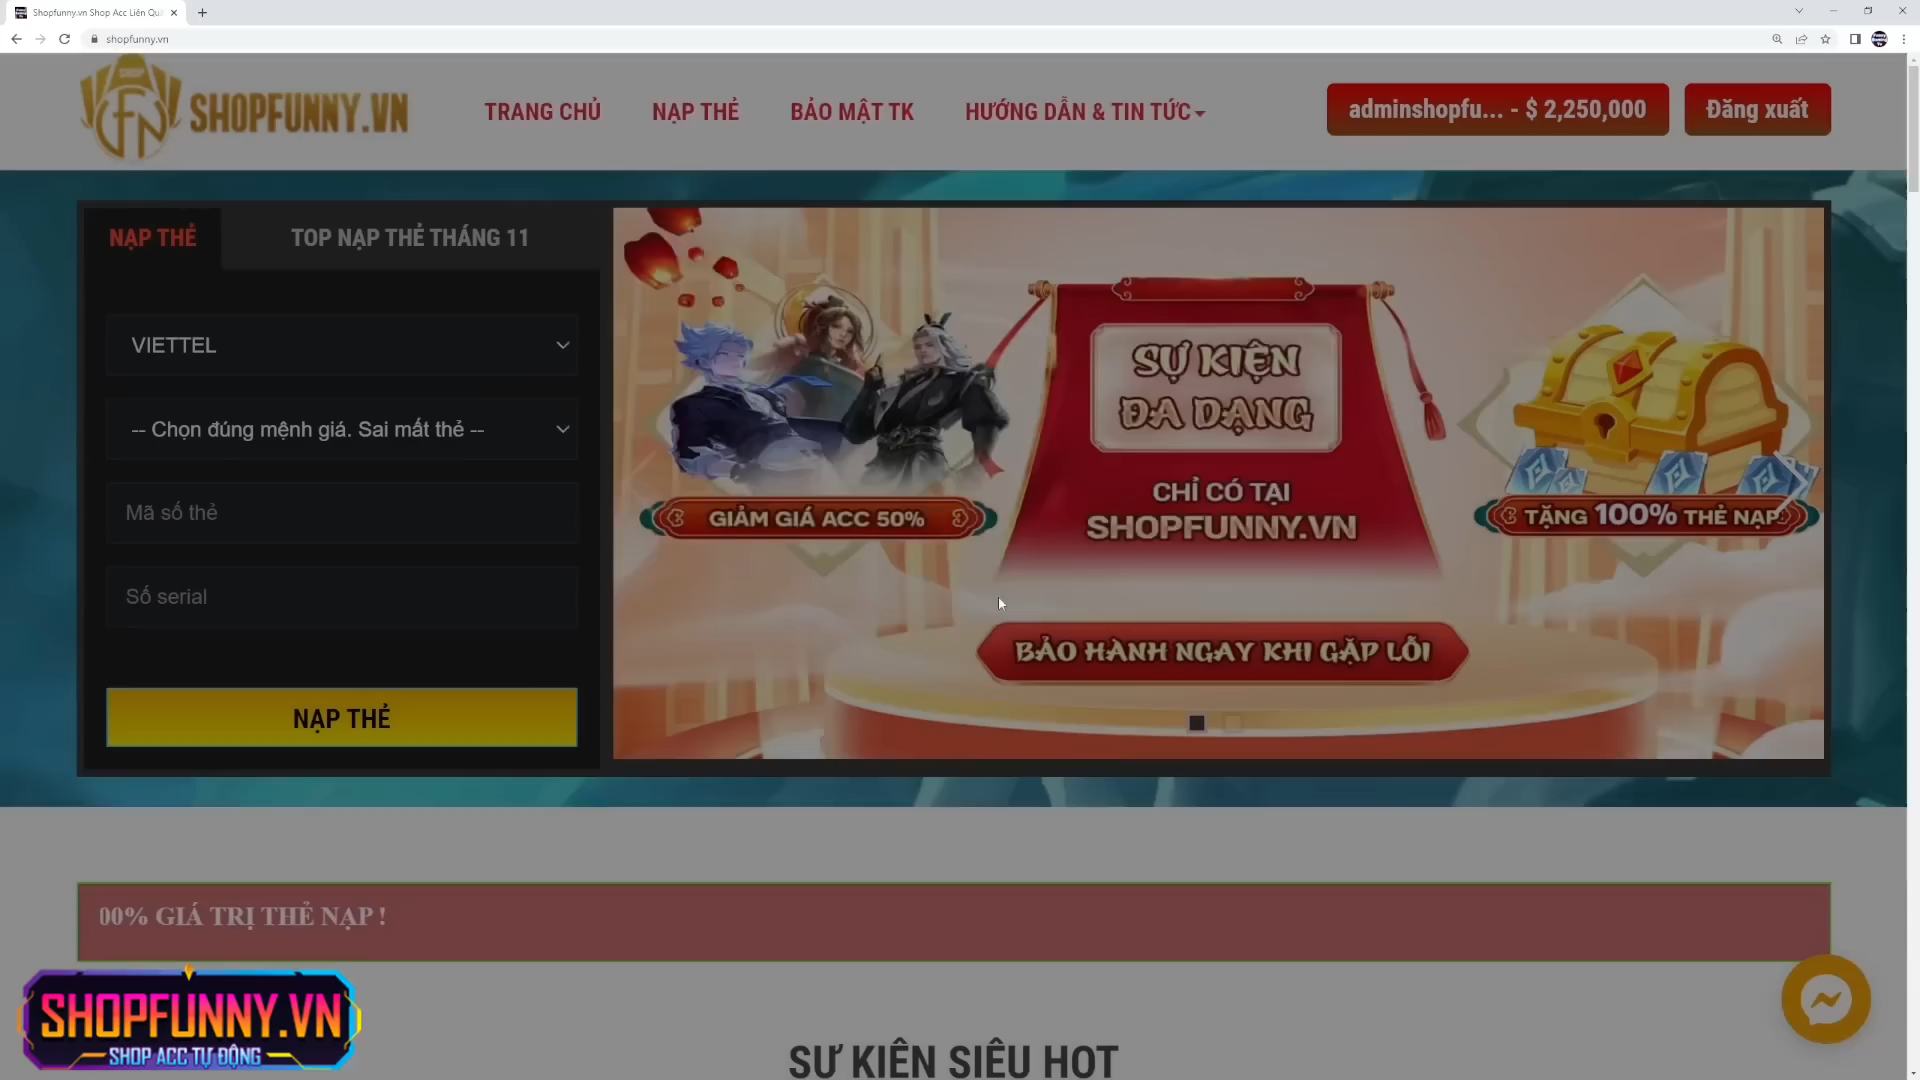 Shopfunny.vn Shop Acc Liên Quâ
shopfunny.vn
SHOP
SHOPFUNNY.VN
TRANG CHỦ
NẠP THẺ
BẢO MẬT TK
HƯỚNG DẪN & TIN TỨC
adminshopfu... - $ 2,250,000
Đăng xuất
NẠP THẺ
TOP NẠP THẺ THÁNG 11
VIETTEL
-- Chọn đúng mệnh giá. Sai mất thẻ --
Mã số thẻ
Số serial
NẠP THẺ
SỰ KIỆN
ĐA DẠNG
CHỈ CÓ TẠI
SHOPFUNNY.VN
GIẢM GIÁ ACC 50%
TẶNG 100% THẺ NẠP
BẢO HÀNH NGAY KHI GẶP LỖI
00% GIÁ TRỊ THẺ NẠP !
SHOPFUNNY.VN
SHOP ACC TỰ ĐỘNG
SỰ KIỆN SIÊU HOT